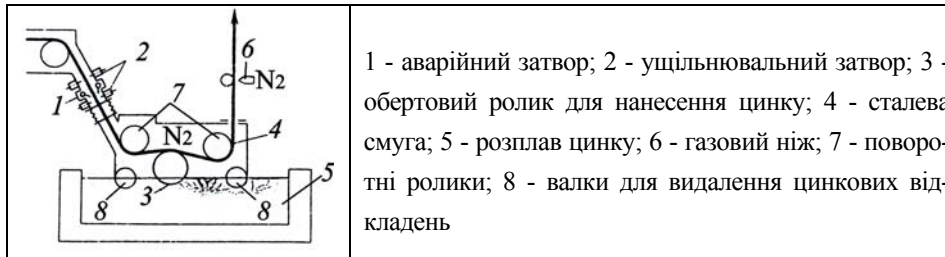 2
6
N2
1
7
N2
4
5
8
3
8
1 - аварійний затвор; 2 - ущільнювальний затвор; 3 -
обертовий ролик для нанесення цинку; 4 - сталева
смуга; 5 - розплав цинку; 6 - газовий ніж; 7 - поворо-
тні ролики; 8 - валки для видалення цинкових від-
кладень